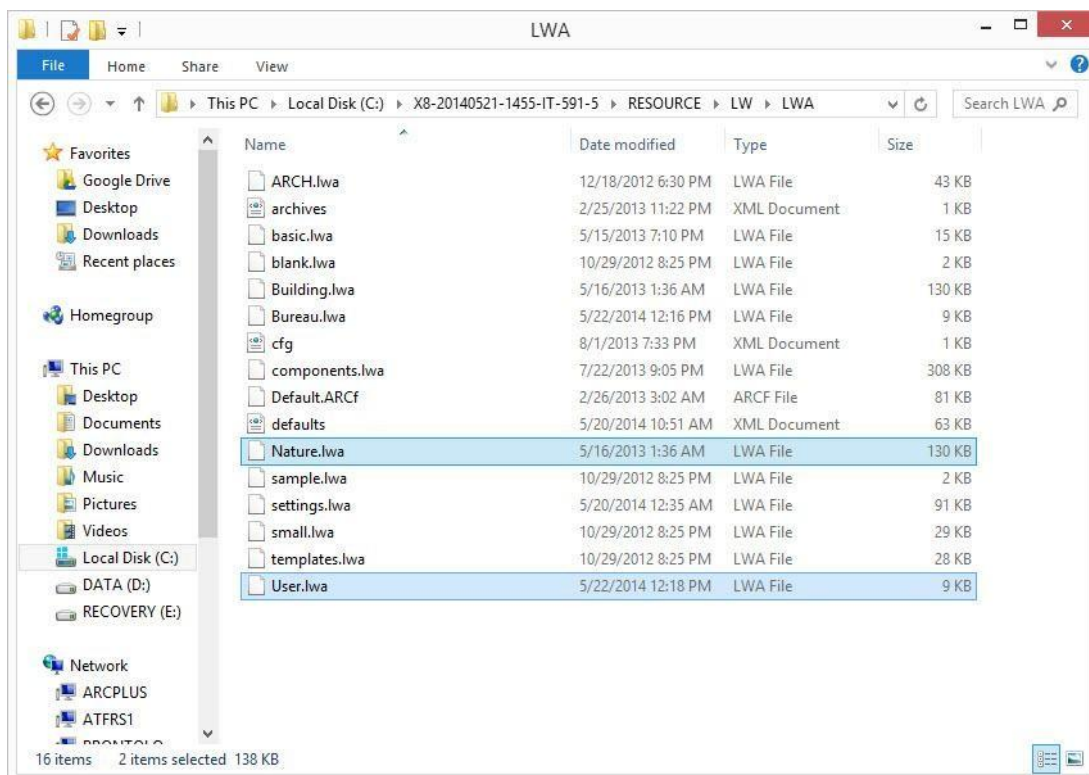 LWA
File Home Share View
This PC Local Disk (C:) X8-20140521-1455-IT-591-5 RESOURCE LW LWA Search LWA
Favorites
Google Drive
Desktop
Downloads
Recent places
Homegroup
This PC
Desktop
Documents
Downloads
Music
Pictures
Videos
Local Disk (C:)
DATA (D:)
RECOVERY (E:)
Network
ARCPLUS
ATFRS1
Name Date modified Type Size
ARCH.lwa 12/18/2012 6:30 PM LWA File 43 KB
archives 2/25/2013 11:22 PM XML Document 1 KB
basic.lwa 5/15/2013 7:10 PM LWA File 15 KB
blank.lwa 10/29/2012 8:25 PM LWA File 2 KB
Building.lwa 5/16/2013 1:36 AM LWA File 130 KB
Bureau.lwa 5/22/2014 12:16 PM LWA File 9 KB
cfg 8/1/2013 7:33 PM XML Document 1 KB
components.lwa 7/22/2013 9:05 PM LWA File 308 KB
Default.ARCf 2/26/2013 3:02 AM ARCF File 81 KB
defaults 5/20/2014 10:51 AM XML Document 63 KB
Nature.lwa 5/16/2013 1:36 AM LWA File 130 KB
sample.lwa 10/29/2012 8:25 PM LWA File 2 KB
settings.lwa 5/20/2014 12:35 AM LWA File 91 KB
small.lwa 10/29/2012 8:25 PM LWA File 29 KB
templates.lwa 10/29/2012 8:25 PM LWA File 28 KB
User.lwa 5/22/2014 12:18 PM LWA File 9 KB
16 items 2 items selected 138 KB